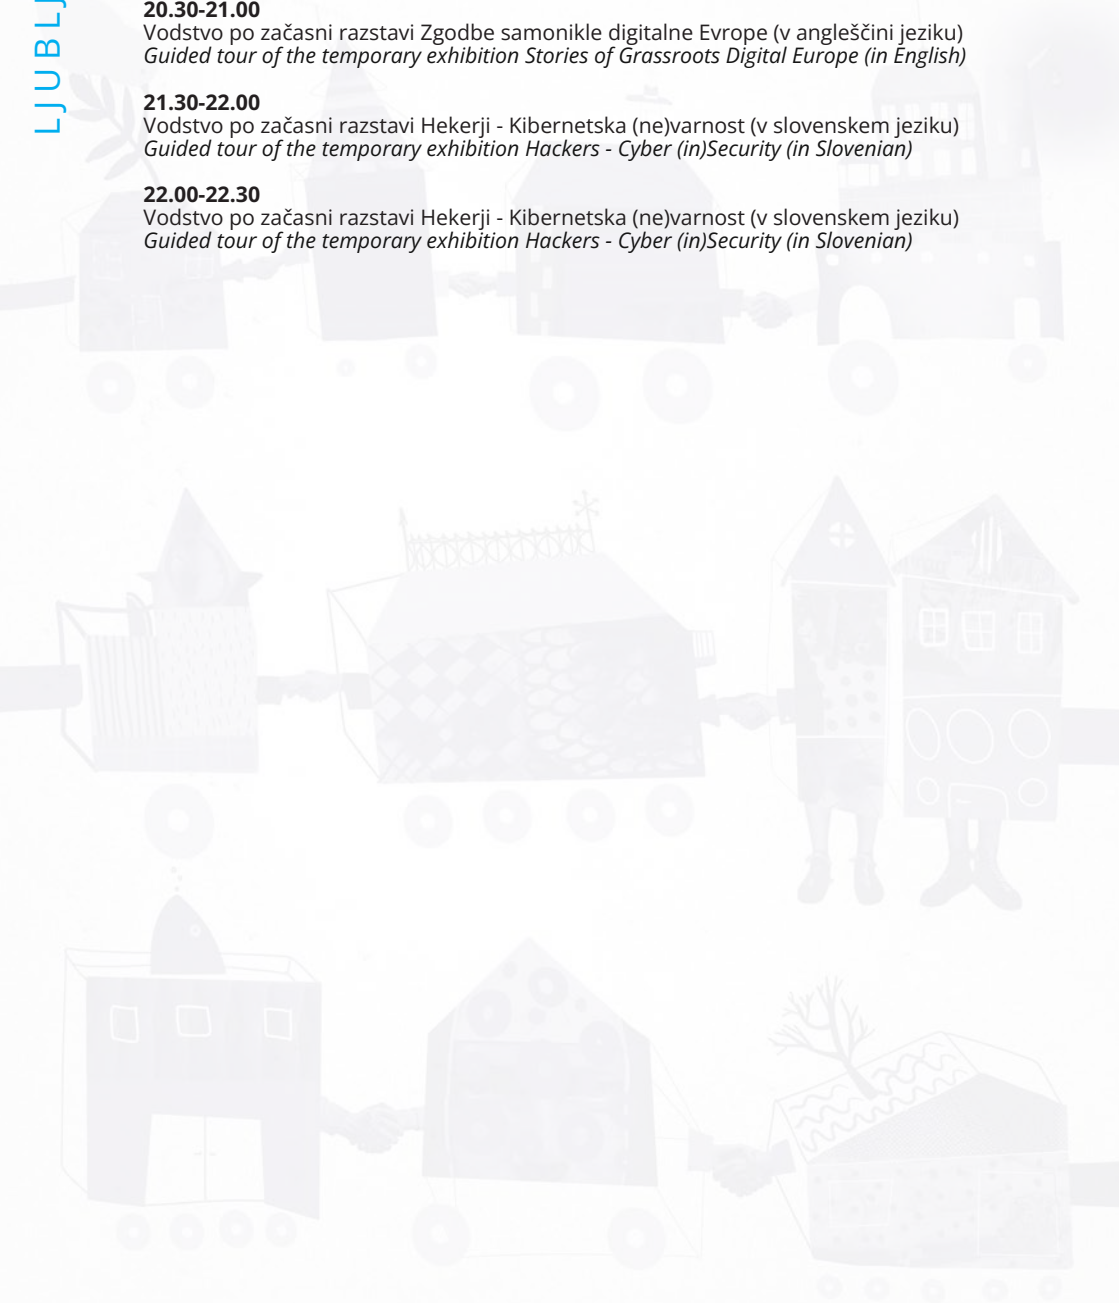 LJUBLJ
20.30-21.00
Vodstvo po začasni razstavi Zgodbe samonikle digitalne Evrope (v angleščini jeziku)
Guided tour of the temporary exhibition Stories of Grassroots Digital Europe (in English)
21.30-22.00
Vodstvo po začasni razstavi Hekerji - Kibernetska (ne)varnost (v slovenskem jeziku)
Guided tour of the temporary exhibition Hackers - Cyber (in)Security (in Slovenian)
22.00-22.30
Vodstvo po začasni razstavi Hekerji - Kibernetska (ne)varnost (v slovenskem jeziku)
Guided tour of the temporary exhibition Hackers - Cyber (in)Security (in Slovenian)